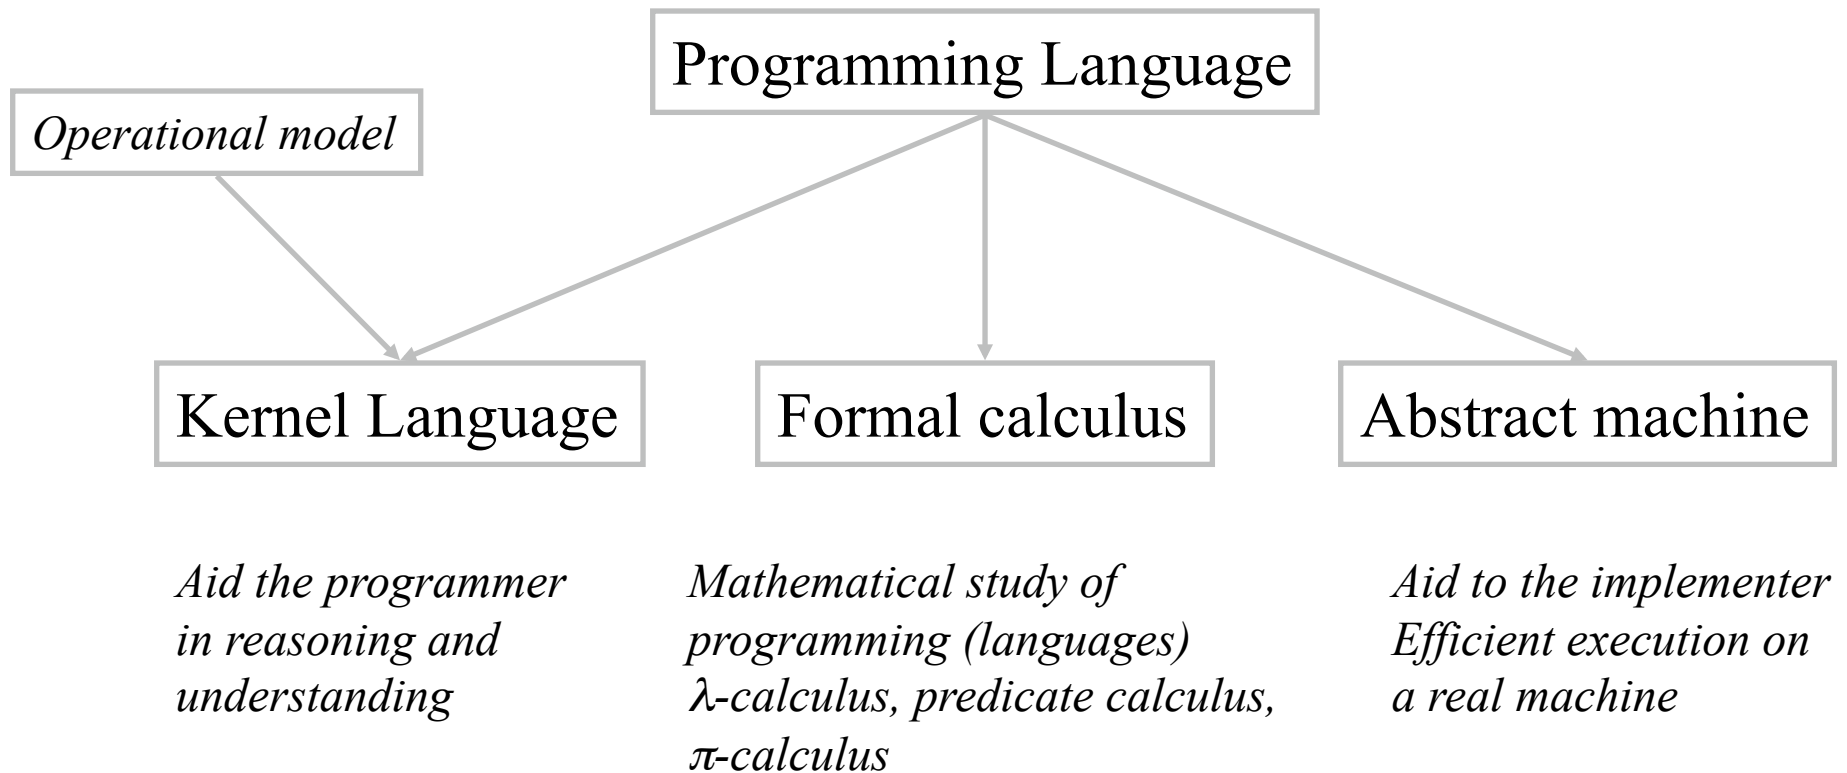 Programming Language
Operational model
Kernel Language
Formal calculus
Abstract machine
Aid the programmer
in reasoning and
understanding
Mathematical study of
programming (languages)
λ-calculus, predicate calculus,
π-calculus
Aid to the implementer
Efficient execution on
a real machine